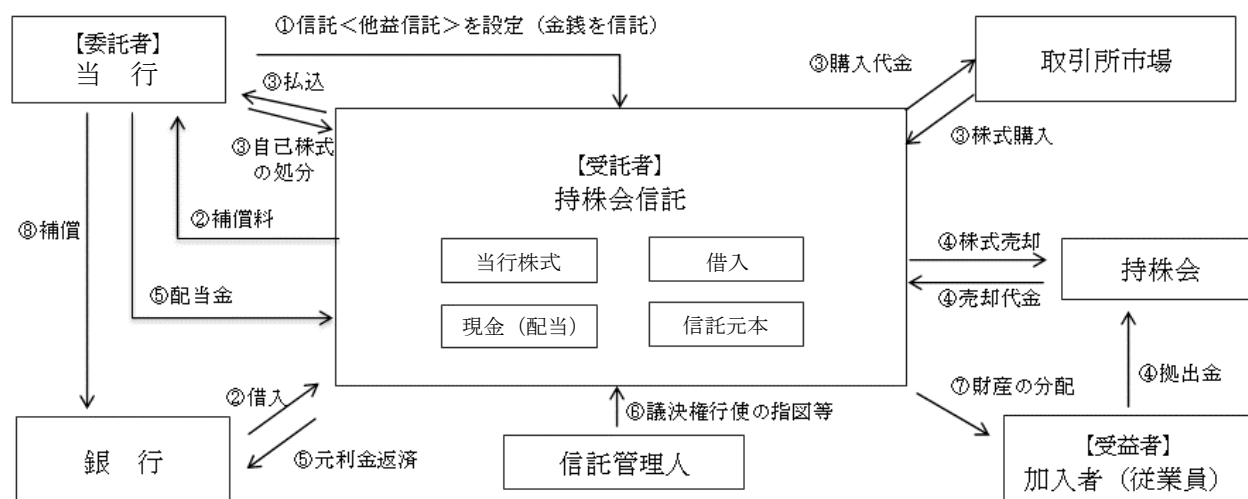 ①信託＜他益信託＞を設定（金銭を信託）
【委託者】
当　行
③払込
③自己株式
の処分
③購入代金
取引所市場
③株式購入
【受託者】
持株会信託
②補償料
⑧補償
当行株式
借入
④株式売却
持株会
④売却代金
⑤配当金
現金（配当）
信託元本
②借入
⑤元利金返済
銀　行
⑥議決権行使の指図等
信託管理人
⑦財産の分配
④拠出金
【受益者】
加入者（従業員）